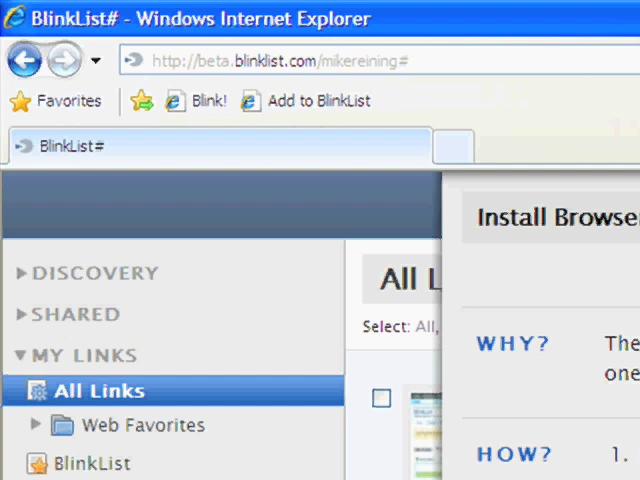 BlinkList# - Windows Internet Explorer
http://beta.blinklist.com/mikereining#
Favorites Blink! Add to BlinkList
BlinkList#
Install Browse
DISCOVERY
SHARED
MY LINKS
All Links
Web Favorites
BlinkList
All L
Select: All,
WHY? The
one
HOW? 1.